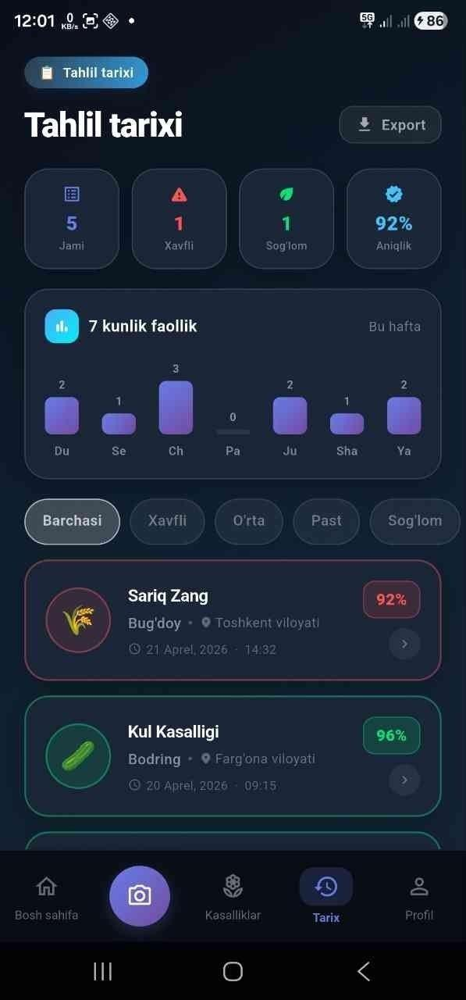 12:01 0 KB/s 5G 86
Tahlil tarixi
Tahlil tarixi
Export
5 1 1 92%
Jami Xavfli Sog'lom Aniqlik
7 kunlik faollik Bu hafta
2 1 3 0 2 1 2
Du Se Ch Pa Ju Sha Ya
Barchasi Xavfli O'rta Past Sog'lom
Sariq Zang 92%
Bug'doy • Toshkent viloyati
21 Aprel, 2026 · 14:32
Kul Kasalligi 96%
Bodring • Farg'ona viloyati
20 Aprel, 2026 · 09:15
Bosh sahifa Kasalliklar Tarix Profil